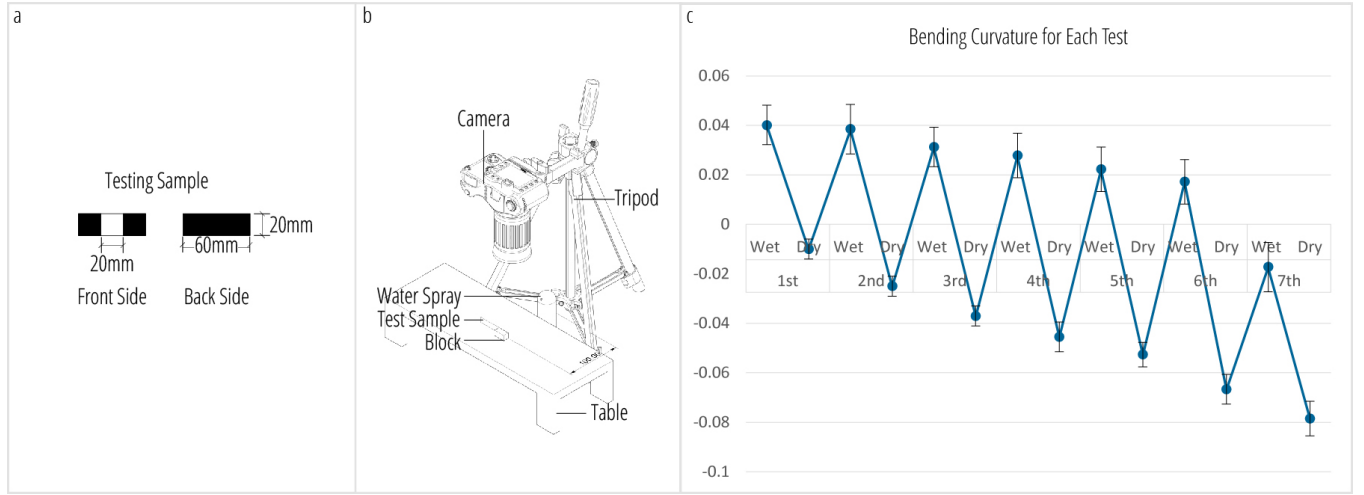 a
Testing Sample
20mm
60mm
20mm
Front Side
Back Side
b
Camera
Tripod
Water Spray
Test Sample
Block
Table
c
Bending Curvature for Each Test
0.06
0.04
0.02
0
Wet Dry Wet Dry Wet Dry Wet Dry Wet Dry Wet Dry Wet Dry
-0.02
1st 2nd 3rd 4th 5th 6th 7th
-0.04
-0.06
-0.08
-0.1